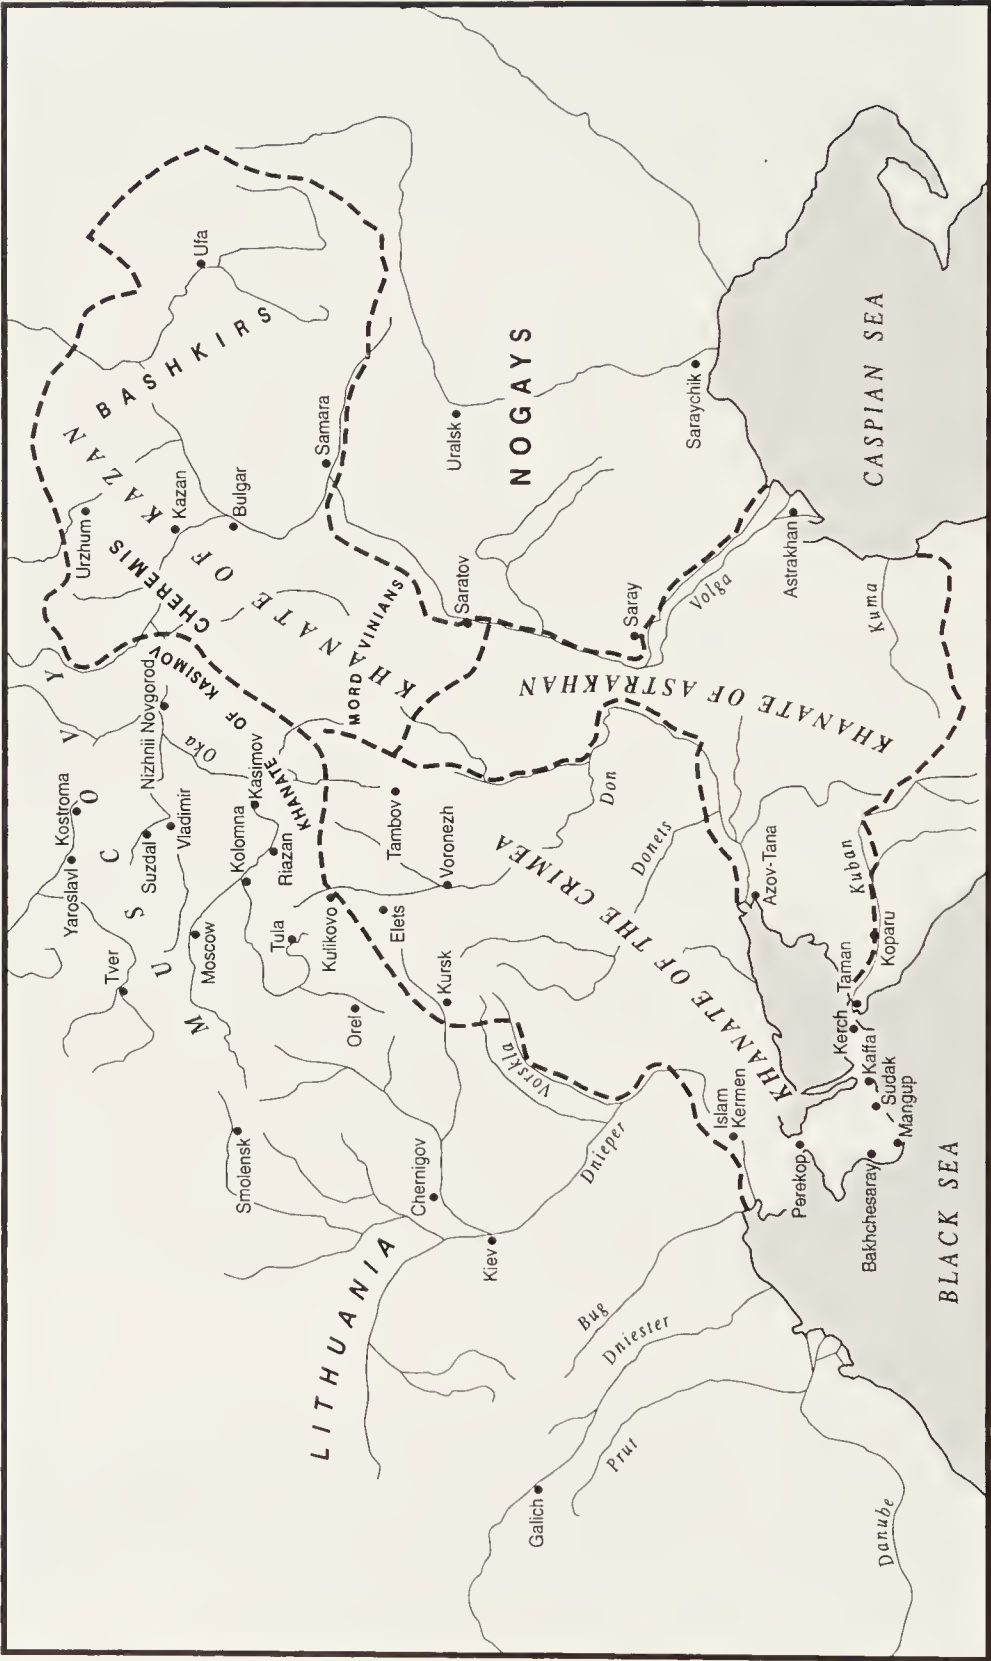 MUSCOVY
LITHUANIA
NOGAYS
BASHKIRS
CHEREMIS
MORDVINIANS
KHANATE OF KAZAN
KHANATE OF KASIMOV
KHANATE OF ASTRAKHAN
KHANATE OF THE CRIMEA
Yaroslavl
Kostroma
Tver
Suzdal
Nizhnii Novgorod
Vladimir
Oka
Moscow
Kolomna
Kasimov
Riazan
Tula
Kulikovo
Orel
Elets
Tambov
Voronezh
Kursk
Smolensk
Chernigov
Kiev
Galich
Urzhum
Kazan
Bulgar
Ufa
Samara
Uralsk
Saratov
Saray
Saraychik
Astrakhan
Volga
Kuma
Don
Donets
Vorskla
Dnieper
Bug
Dniester
Prut
Danube
Kuban
Azov-Tana
Koparu
Taman
Kerch
Kaffa
Sudak
Mangup
Bakhchesaray
Perekop
Islam
Kermen
BLACK SEA
CASPIAN SEA